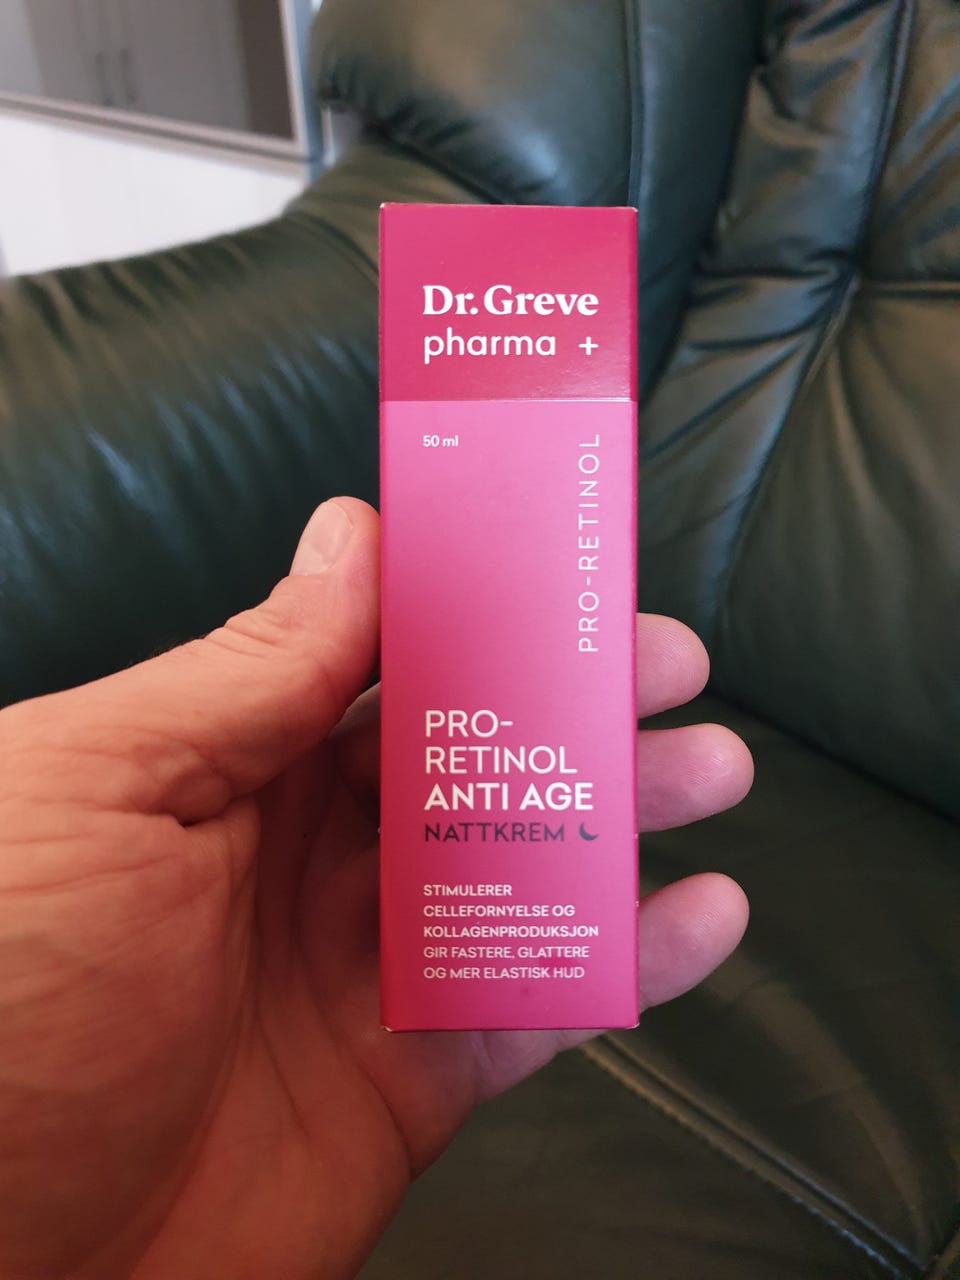 Dr. Greve
pharma +
50 ml
PRO-RETINOL
PRO-
RETINOL
ANTI AGE
NATTKREM
STIMULERER
CELLEFORNYELSE OG
KOLLAGENPRODUKSJON
GIR FASTERE, GLATTERE
OG MER ELASTISK HUD